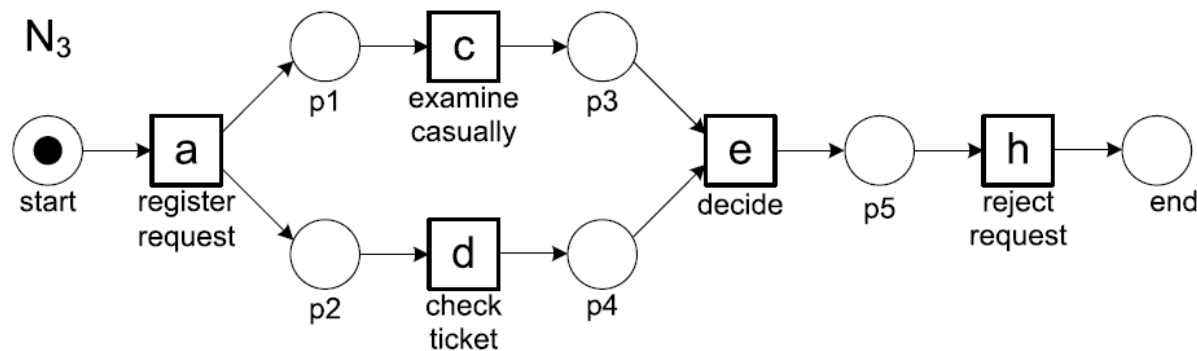 N₃
p1
c
examine
casually
p3
start
a
register
request
e
decide
p5
h
reject
request
end
p2
d
check
ticket
p4